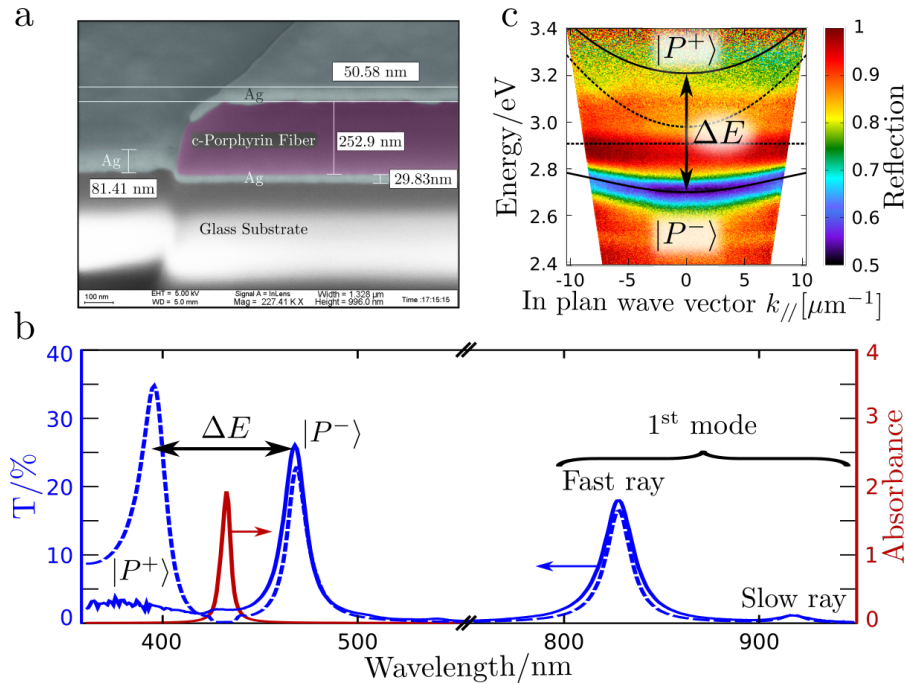 a
50.58 nm
Ag
c-Porphyrin Fiber
252.9 nm
Ag
81.41 nm
Ag
29.83nm
Glass Substrate
100 nm
EHT = 5.00 kV
WD = 5.0 mm
Signal A = InLens
Mag = 227.41 K X
Width = 1.328 µm
Height = 996.0 nm
Time :17:15:15
c
Energy/eV
3.4
3.2
3.0
2.8
2.6
2.4
|P⁺⟩
ΔE
|P⁻⟩
-10 -5 0 5 10
In plan wave vector k//[µm⁻¹]
1
0.9
0.8
0.7
0.6
0.5
Reflection
b
T/%
40
30
20
10
0
ΔE
|P⁻⟩
|P⁺⟩
1st mode
Fast ray
Slow ray
4
3
2
1
0
Absorbance
400 500 800 900
Wavelength/nm